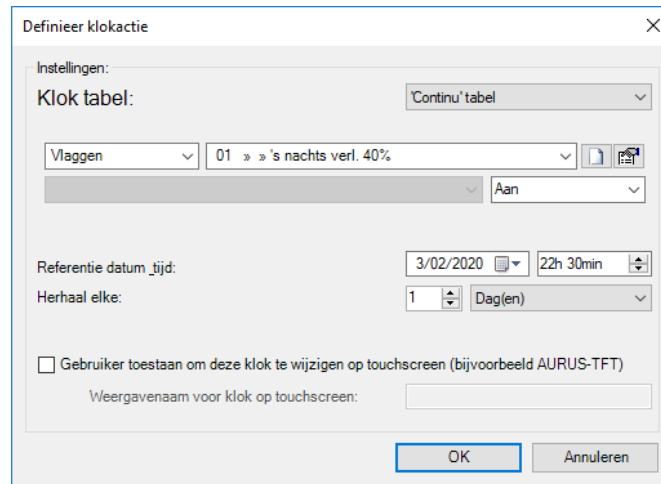 Definieer klokactie
Instellingen:
Klok tabel:
'Continu' tabel
Vlaggen
01 » » 's nachts verl. 40%
Aan
Referentie datum_tijd:
3/02/2020
22h 30min
Herhaal elke:
1
Dag(en)
Gebruiker toestaan om deze klok te wijzigen op touchscreen (bijvoorbeeld AURUS-TFT)
Weergavenaam voor klok op touchscreen:
OK
Annuleren